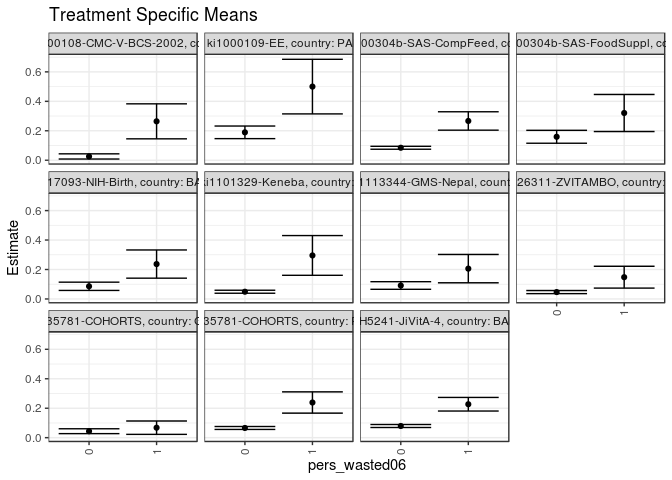 Treatment Specific Means
00108-CMC-V-BCS-2002, co
ki1000109-EE, country: PA
00304b-SAS-CompFeed, co
00304b-SAS-FoodSuppl, co
0.6
0.4
0.2
0.0
17093-NIH-Birth, country: BA
ki1101329-Keneba, country:
1113344-GMS-Nepal, count
26311-ZVITAMBO, country:
0.6
0.4
0.2
0.0
0 1
35781-COHORTS, country:
35781-COHORTS, country:
H5241-JiVitA-4, country: BA
0.6
0.4
0.2
0.0
0 1
0 1
0 1
Estimate
pers_wasted06